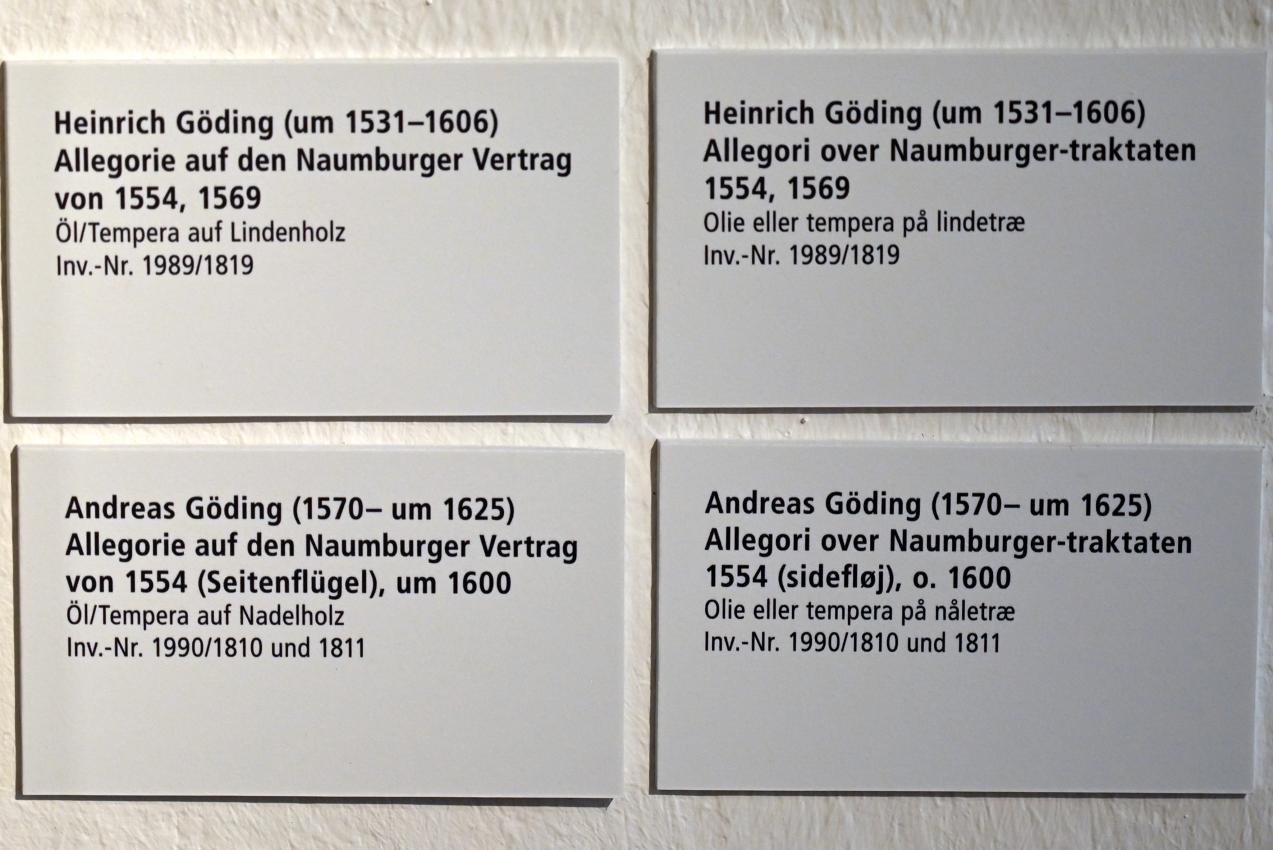 Heinrich Göding (um 1531–1606)
Allegorie auf den Naumburger Vertrag
von 1554, 1569
Öl/Tempera auf Lindenholz
Inv.-Nr. 1989/1819
Heinrich Göding (um 1531–1606)
Allegori over Naumburger-traktaten
1554, 1569
Olie eller tempera på lindetræ
Inv.-Nr. 1989/1819
Andreas Göding (1570– um 1625)
Allegorie auf den Naumburger Vertrag
von 1554 (Seitenflügel), um 1600
Öl/Tempera auf Nadelholz
Inv.-Nr. 1990/1810 und 1811
Andreas Göding (1570– um 1625)
Allegori over Naumburger-traktaten
1554 (sidefløj), o. 1600
Olie eller tempera på nåletræ
Inv.-Nr. 1990/1810 und 1811